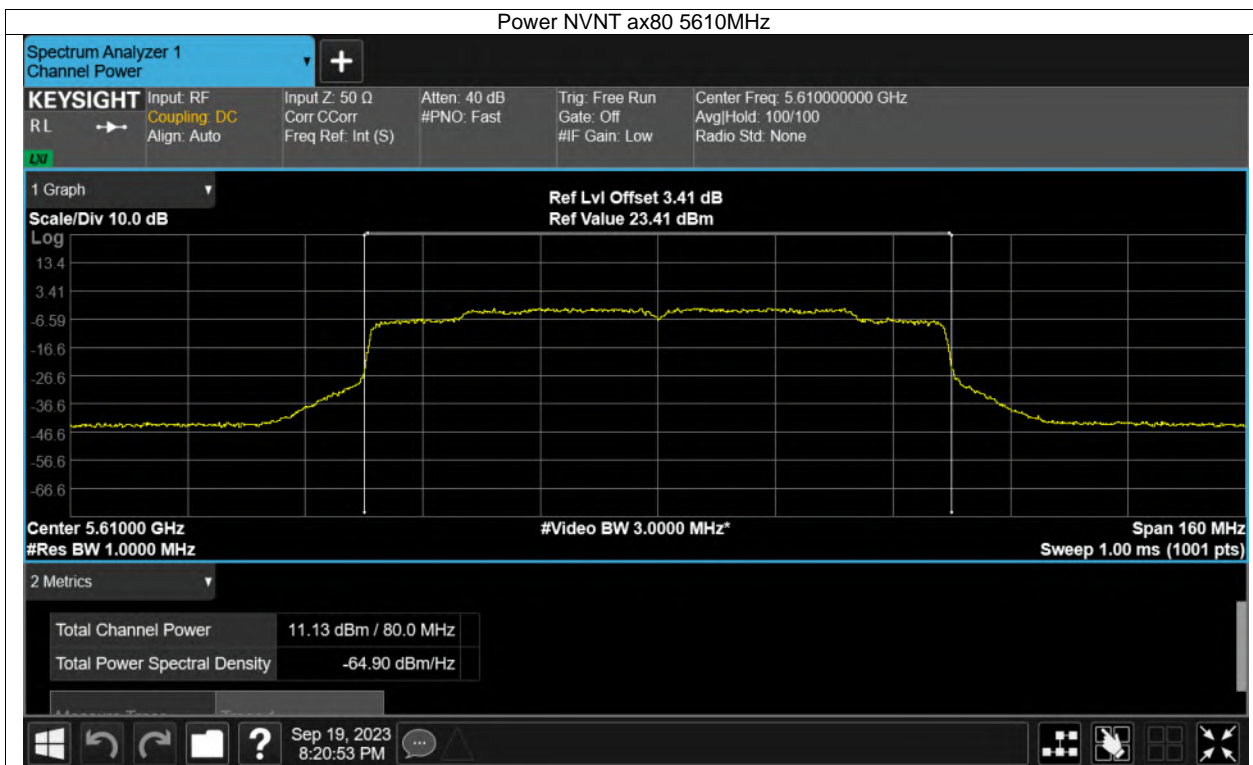 Power NVNT ax80 5610MHz
Spectrum Analyzer 1
Channel Power
+
KEYSIGHT Input: RF Input Z: 50 Ω Atten: 40 dB Trig: Free Run Center Freq: 5.610000000 GHz
RL Coupling: DC Corr CCorr #PNO: Fast Gate: Off Avg|Hold: 100/100
Align: Auto Freq Ref: Int (S) #IF Gain: Low Radio Std: None
LXI
1 Graph Ref Lvl Offset 3.41 dB
Scale/Div 10.0 dB Ref Value 23.41 dBm
Log
13.4
3.41
-6.59
-16.6
-26.6
-36.6
-46.6
-56.6
-66.6
Center 5.61000 GHz #Video BW 3.0000 MHz* Span 160 MHz
#Res BW 1.0000 MHz Sweep 1.00 ms (1001 pts)
2 Metrics
Total Channel Power 11.13 dBm / 80.0 MHz
Total Power Spectral Density -64.90 dBm/Hz
? Sep 19, 2023
8:20:53 PM